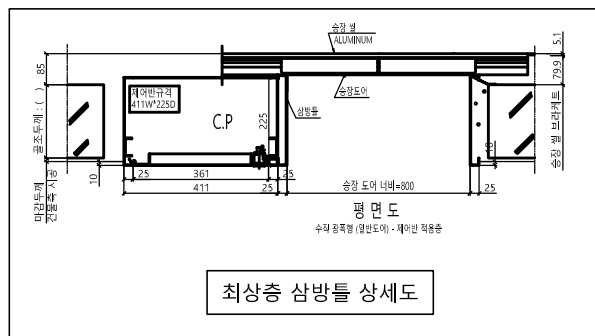 승장 씰
ALUMINUM
5.1
85
79.9
제어반규격
411W*225D
승장도어
삼방틀
C.P
225
골조두께 : ( )
승장 씰 브라케트
10
10
마감두께
건물측 시공
25
361
25
411
25
승장 도어 너비=800
25
평 면 도
수직 광폭형 (일반도어) - 제어반 적용층
최상층 삼방틀 상세도